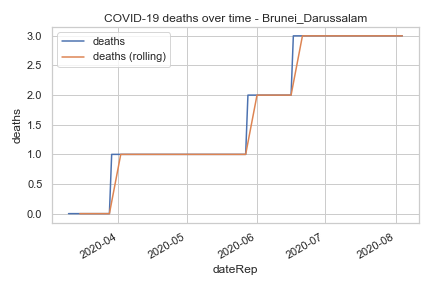 COVID-19 deaths over time - Brunei_Darussalam
deaths
deaths (rolling)
3.0
2.5
2.0
1.5
1.0
0.5
0.0
deaths
2020-04
2020-05
2020-06
2020-07
2020-08
dateRep